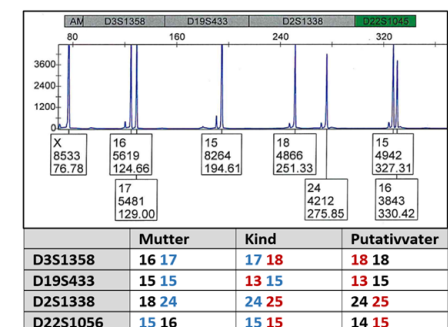 AM D3S1358 D19S433 D2S1338 D22S1045
80 160 240 320
3600
2400
1200
0
X 16 15 18 15
8533 5619 8264 4866 4942
76.78 124.66 194.61 251.33 327.31
17 24 16
5481 4212 3843
129.00 275.85 330.42
Mutter Kind Putativvater
D3S1358 16 17 17 18 18 18
D19S433 15 15 13 15 13 15
D2S1338 18 24 24 25 24 25
D22S1056 15 16 15 15 14 15